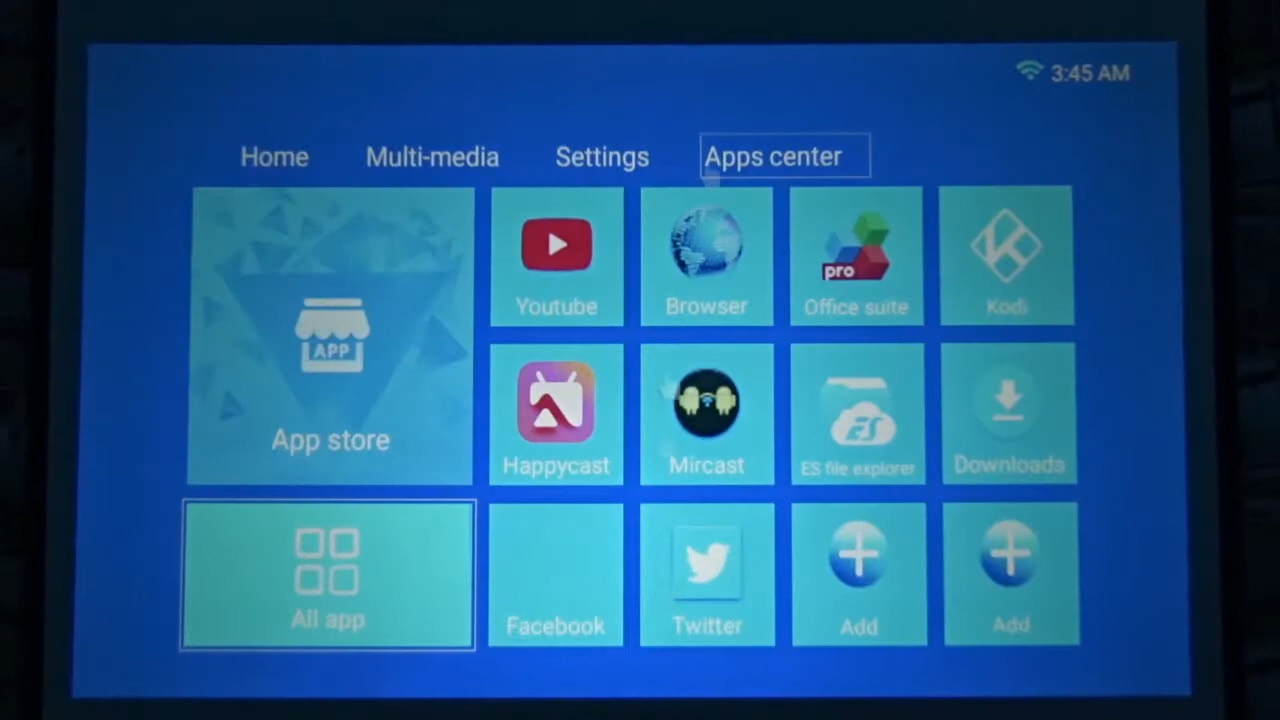 3:45 AM
Home Multi-media Settings Apps center
Youtube Browser pro Office suite Kodi
APP
App store
Happycast Mircast ES file explorer Downloads
All app Facebook Twitter Add Add